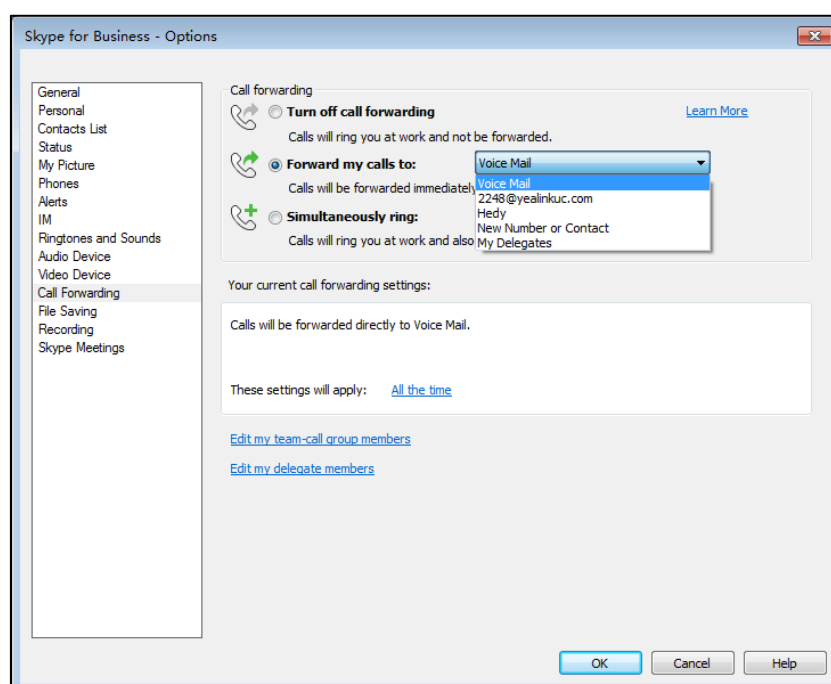 Skype for Business - Options
General
Personal
Contacts List
Status
My Picture
Phones
Alerts
IM
Ringtones and Sounds
Audio Device
Video Device
Call Forwarding
File Saving
Recording
Skype Meetings
Call forwarding
Turn off call forwarding
Learn More
Calls will ring you at work and not be forwarded.
Forward my calls to:
Voice Mail
Calls will be forwarded immediately
Voice Mail
2248@yealinkuc.com
Hedy
New Number or Contact
My Delegates
Simultaneously ring:
Calls will ring you at work and also
Your current call forwarding settings:
Calls will be forwarded directly to Voice Mail.
These settings will apply: All the time
Edit my team-call group members
Edit my delegate members
OK
Cancel
Help